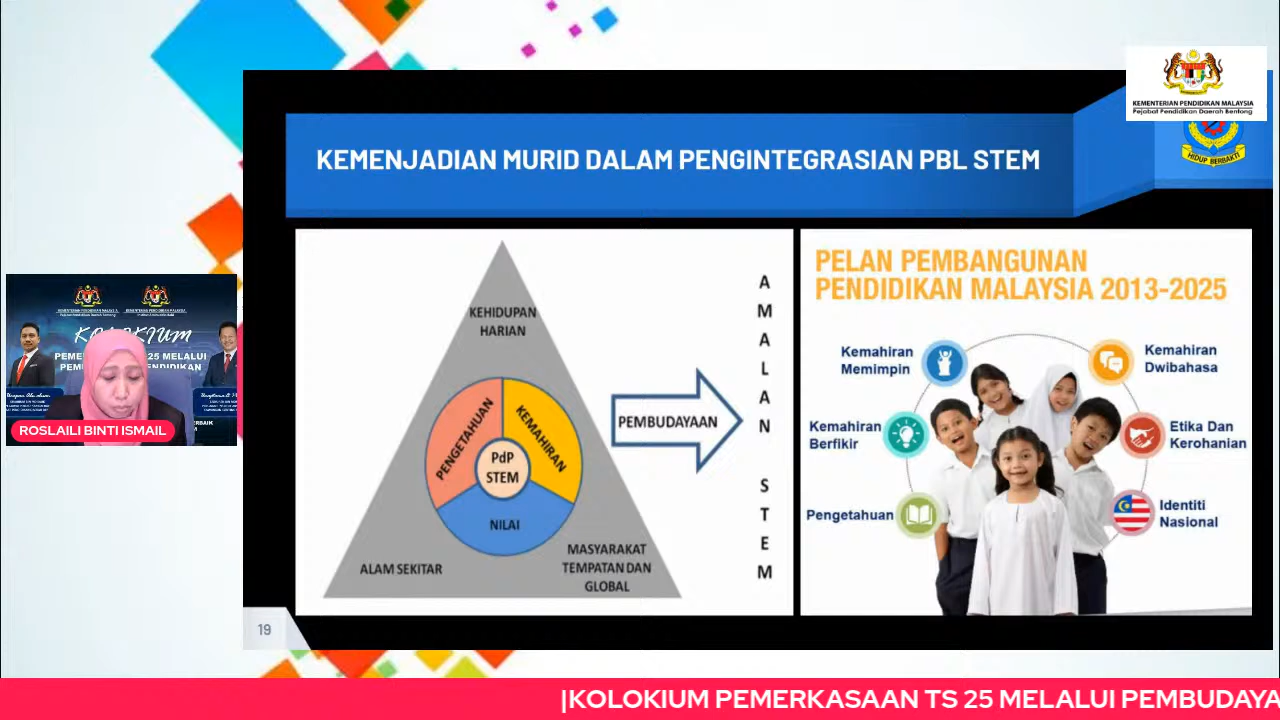 KEMENTERIAN PENDIDIKAN MALAYSIA
Pejabat Pendidikan Daerah Bentong
HIDUP BERBAKTI
KEMENJADIAN MURID DALAM PENGINTEGRASIAN PBL STEM
KEHIDUPAN
HARIAN
PENGETAHUAN
KEMAHIRAN
PdP
STEM
NILAI
ALAM SEKITAR
MASYARAKAT
TEMPATAN DAN
GLOBAL
PEMBUDAYAAN
A
M
A
L
A
N
S
T
E
M
PELAN PEMBANGUNAN
PENDIDIKAN MALAYSIA 2013-2025
Kemahiran
Memimpin
Kemahiran
Berfikir
Pengetahuan
Kemahiran
Dwibahasa
Etika Dan
Kerohanian
Identiti
Nasional
19
KOLOKIUM
25 MELALUI
ROSLAILI BINTI ISMAIL
|KOLOKIUM PEMERKASAAN TS 25 MELALUI PEMBUDAYA